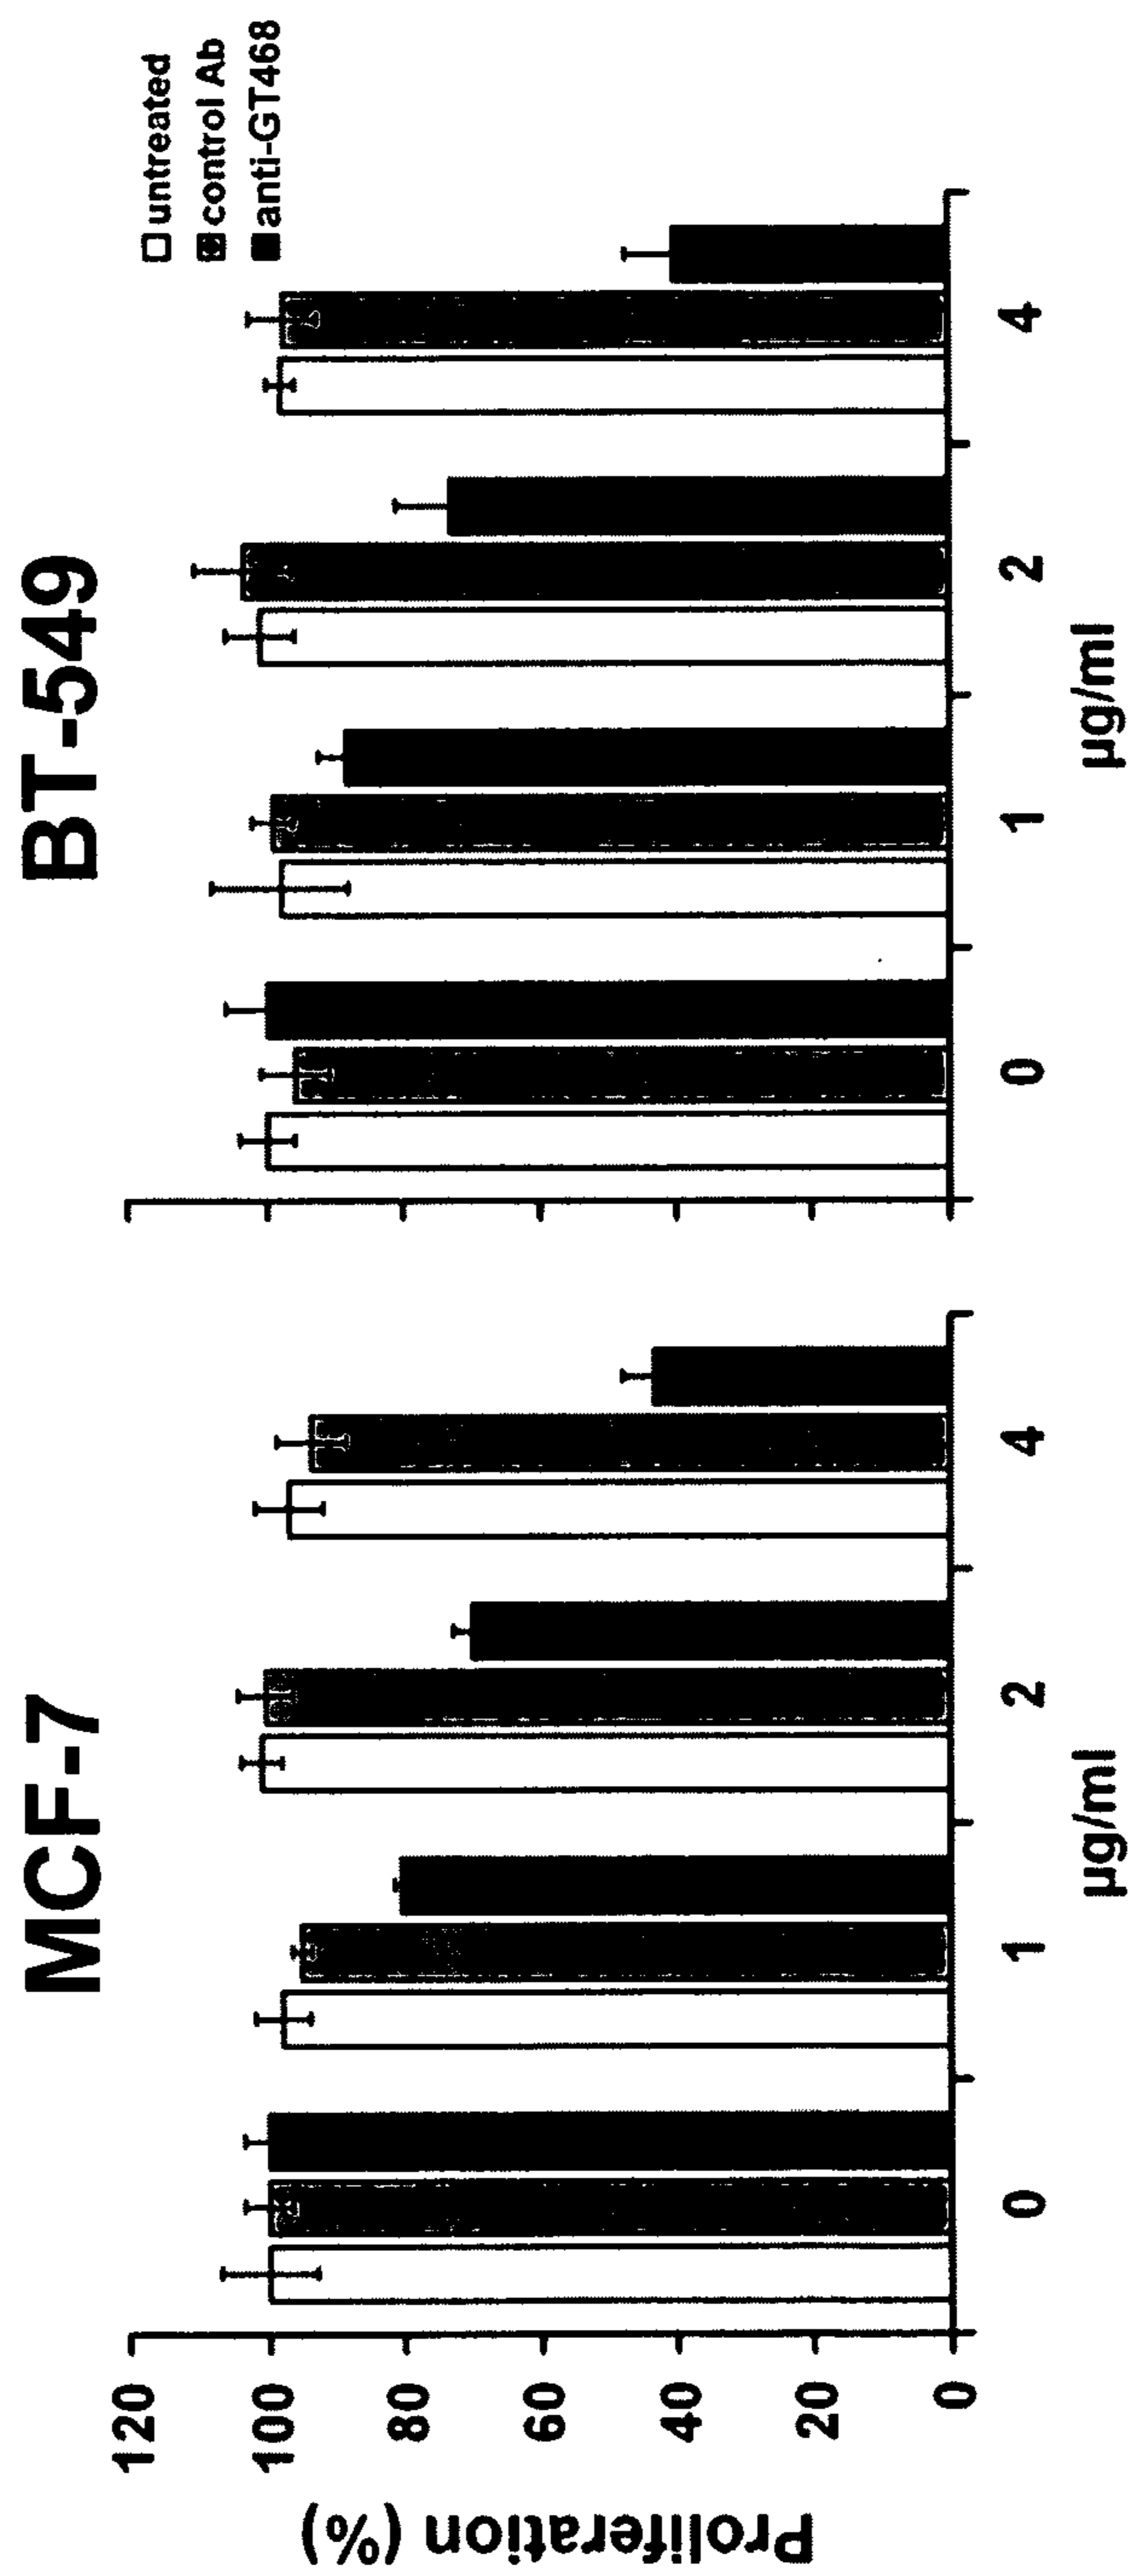 MCF-7
BT-549
untreated
control Ab
anti-GT468
Proliferation (%)
120
100
80
60
40
20
0
0 1 2 4
µg/ml
0 1 2 4
µg/ml